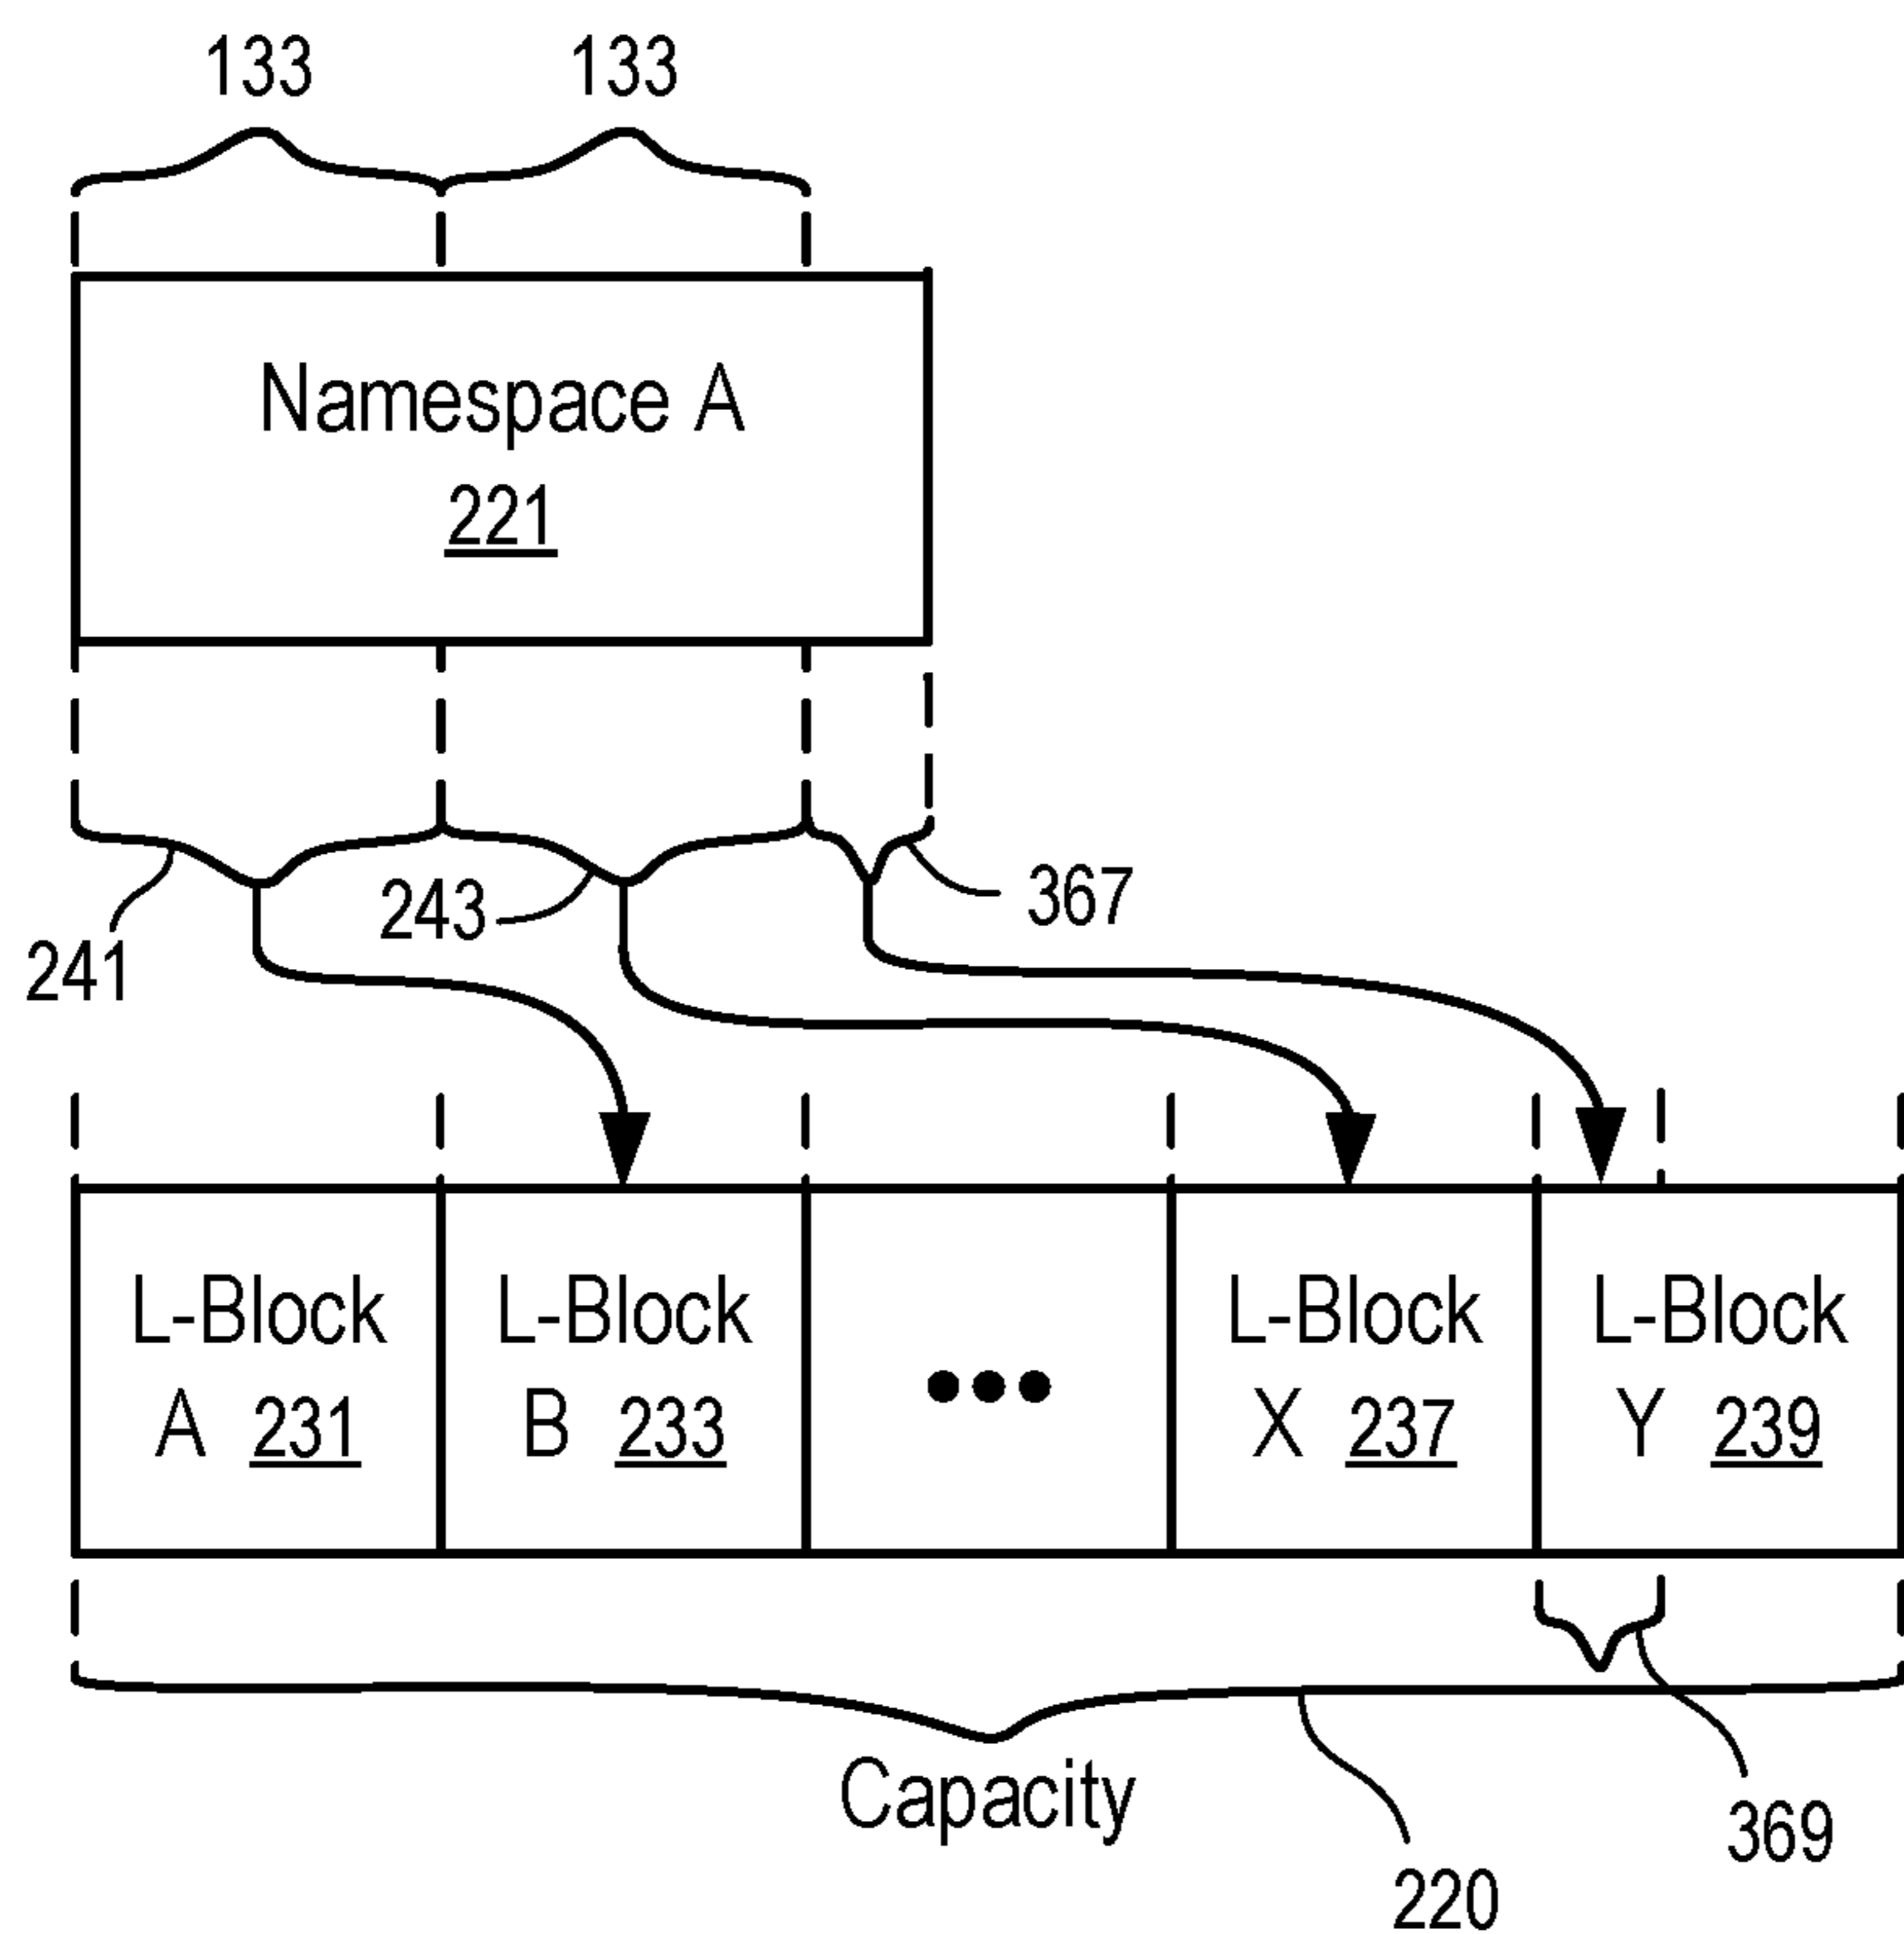 133 133
Namespace A
221
241 243 367
L-Block L-Block L-Block L-Block
A 231 B 233 ●●● X 237 Y 239
Capacity
369
220